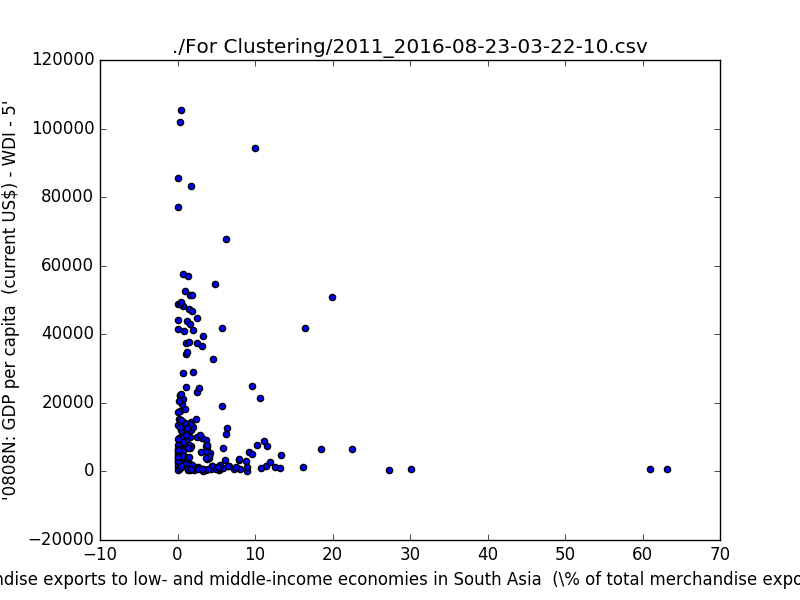 ./For Clustering/2011_2016-08-23-03-22-10.csv
120000
100000
80000
60000
40000
20000
0
−20000
'0808N: GDP per capita (current US$) - WDI - 5'
−10 0 10 20 30 40 50 60 70
exports to low- and middle-income economies in South Asia (\% of total merchandise